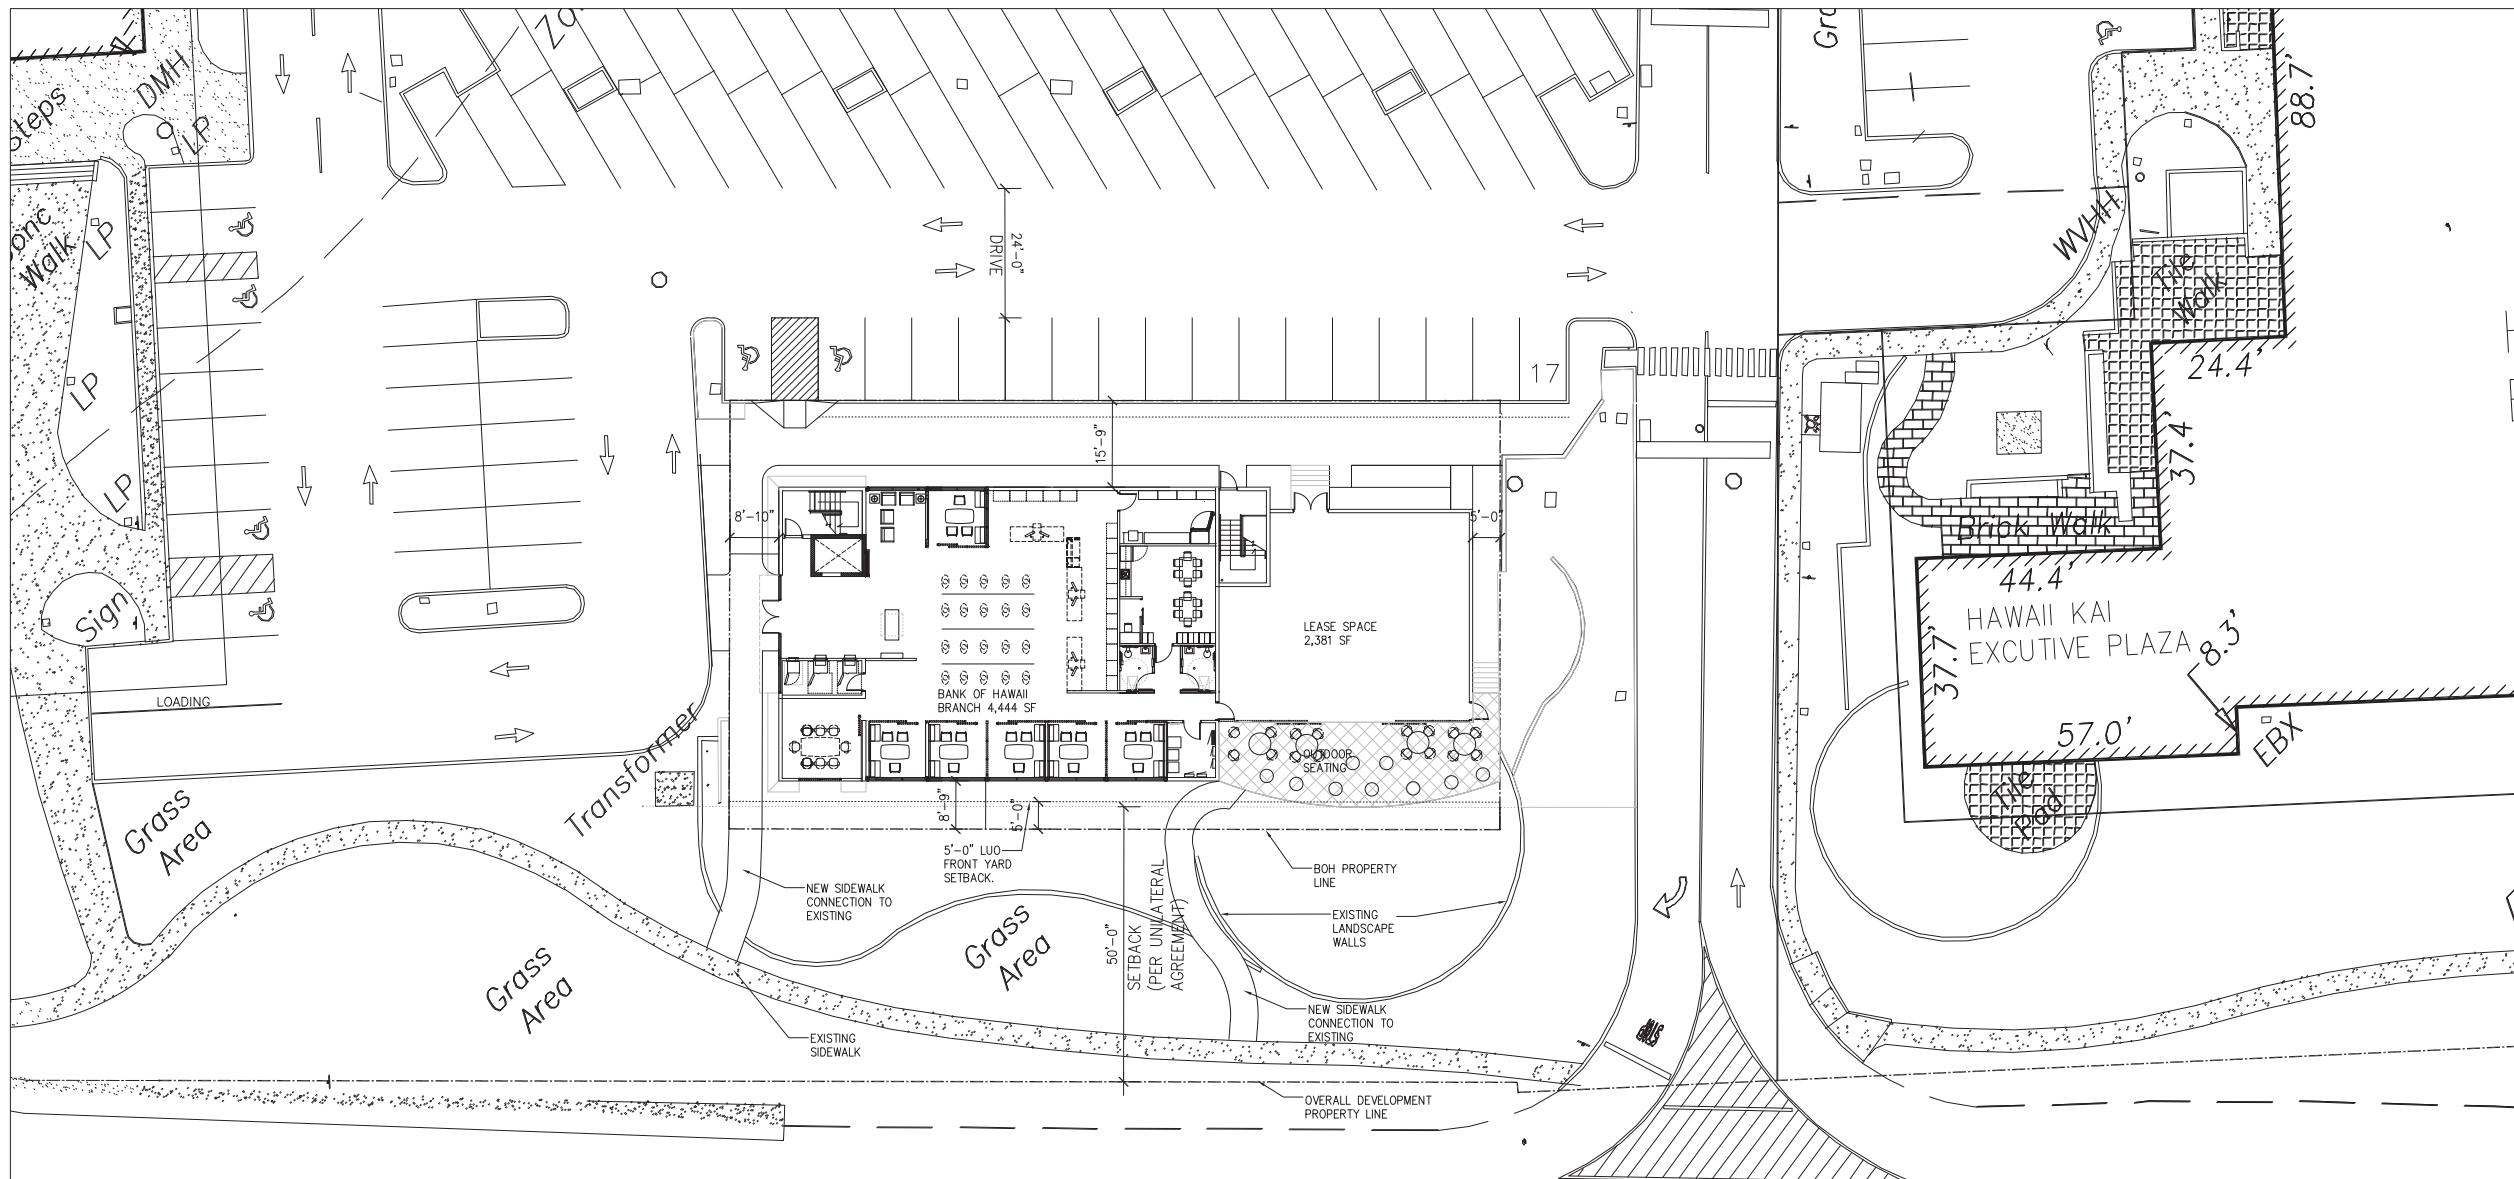 DMH
LP
Steps
Walk
LP
LP
LP
Sign
LOADING
Grass
Area
Transformer
Grass
Area
24'-0"
DRIVE
17
15'-9"
8'-10"
5'-0"
LEASE SPACE
2,381 SF
BANK OF HAWAII
BRANCH 4,444 SF
OUTDOOR
SEATING
8'-9"
5'-0"
5'-0" LUO
FRONT YARD
SETBACK.
NEW SIDEWALK
CONNECTION TO
EXISTING
Grass
Area
50'-0"
SETBACK
(PER UNILATERAL
AGREEMENT)
BOH PROPERTY
LINE
EXISTING
LANDSCAPE
WALLS
NEW SIDEWALK
CONNECTION TO
EXISTING
EXISTING
SIDEWALK
OVERALL DEVELOPMENT
PROPERTY LINE
88.7'
WVHH
Tile
Walk
24.4'
37.4'
Brick Walk
44.4'
HAWAII KAI
EXCUTIVE PLAZA
8.3'
37.7'
57.0'
EBX
Tile
Pad